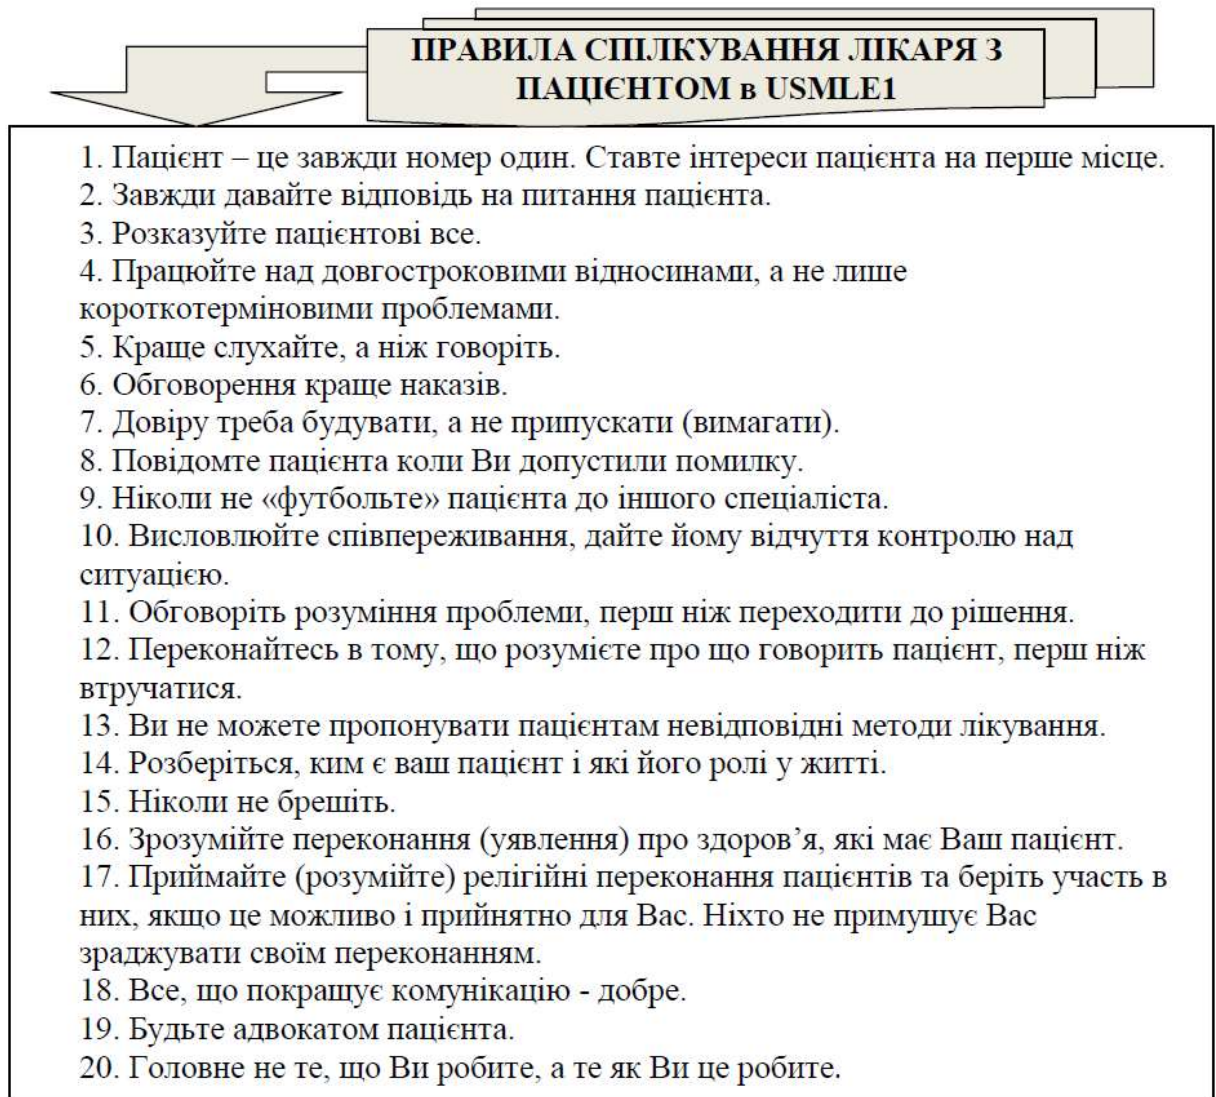 ПРАВИЛА СПІЛКУВАННЯ ЛІКАРЯ З
ПАЦІЄНТОМ в USMLE1
1. Пацієнт – це завжди номер один. Ставте інтереси пацієнта на перше місце.
2. Завжди давайте відповідь на питання пацієнта.
3. Розказуйте пацієнтові все.
4. Працюйте над довгостроковими відносинами, а не лише
короткотерміновими проблемами.
5. Краще слухайте, а ніж говоріть.
6. Обговорення краще наказів.
7. Довіру треба будувати, а не припускати (вимагати).
8. Повідомте пацієнта коли Ви допустили помилку.
9. Ніколи не «футбольте» пацієнта до іншого спеціаліста.
10. Висловлюйте співпереживання, дайте йому відчуття контролю над
ситуацією.
11. Обговоріть розуміння проблеми, перш ніж переходити до рішення.
12. Переконайтесь в тому, що розумієте про що говорить пацієнт, перш ніж
втручатися.
13. Ви не можете пропонувати пацієнтам невідповідні методи лікування.
14. Розберіться, ким є ваш пацієнт і які його ролі у житті.
15. Ніколи не брешіть.
16. Зрозумійте переконання (уявлення) про здоров’я, які має Ваш пацієнт.
17. Приймайте (розумійте) релігійні переконання пацієнтів та беріть участь в
них, якщо це можливо і прийнятно для Вас. Ніхто не примушує Вас
зраджувати своїм переконанням.
18. Все, що покращує комунікацію - добре.
19. Будьте адвокатом пацієнта.
20. Головне не те, що Ви робите, а те як Ви це робите.